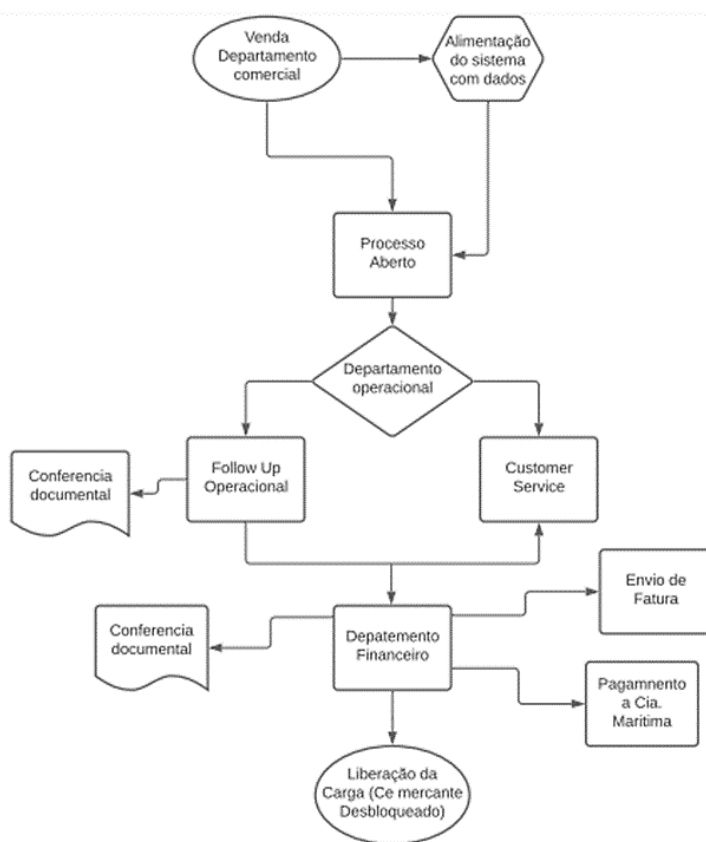 Venda
Departamento
comercial
Alimentação
do sistema
com dados
Processo
Aberto
Departamento
operacional
Follow Up
Operacional
Customer
Service
Conferencia
documental
Envio de
Fatura
Conferencia
documental
Depatemento
Financeiro
Pagamnento
a Cia.
Maritima
Liberação da
Carga (Ce mercante
Desbloqueado)